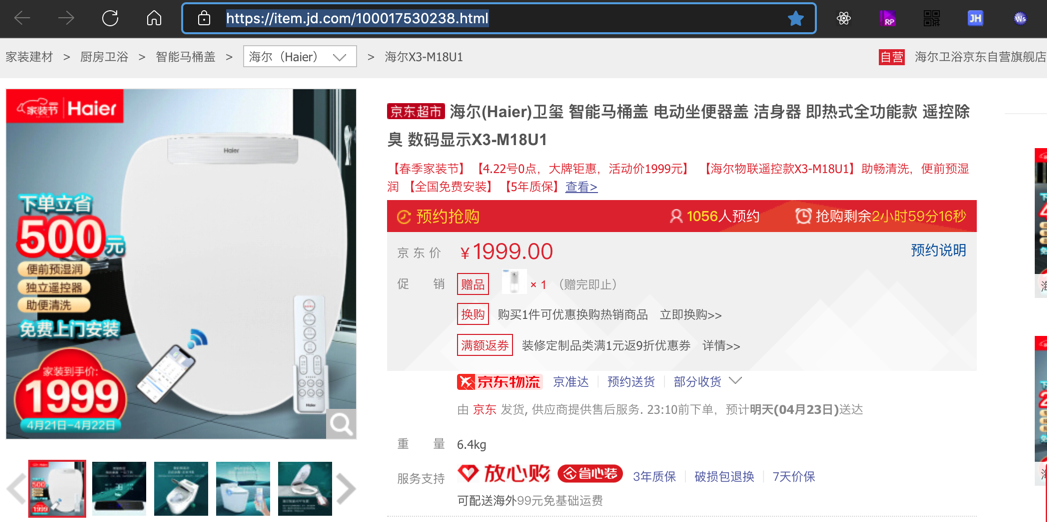 https://item.jd.com/100017530238.html
RP
JH
Ws
家装建材 > 厨房卫浴 > 智能马桶盖 > 海尔（Haier） > 海尔X3-M18U1
自营 海尔卫浴京东自营旗舰店
家装节 Haier
Haier
下单立省
500元
便前预湿润
独立遥控器
助便清洗
免费上门安装
家装到手价:
1999
4月21日-4月22日
Haier
京东超市 海尔(Haier)卫玺 智能马桶盖 电动坐便器盖 洁身器 即热式全功能款 遥控除
臭 数码显示X3-M18U1
【春季家装节】【4.22号0点，大牌钜惠，活动价1999元】 【海尔物联遥控款X3-M18U1】助畅清洗，便前预湿
润 【全国免费安装】【5年质保】查看>
预约抢购 1056人预约 抢购剩余2小时59分16秒
京东价 ￥1999.00 预约说明
促销 赠品 × 1 （赠完即止）
换购 购买1件可优惠换购热销商品 立即换购>>
满额返券 装修定制品类满1元返9折优惠券 详情>>
京东物流 京准达 预约送货 部分收货
由 京东 发货, 供应商提供售后服务. 23:10前下单，预计明天(04月23日)送达
重量 6.4kg
服务支持 放心购 省心装 3年质保 破损包退换 7天价保
可配送海外99元免基础运费